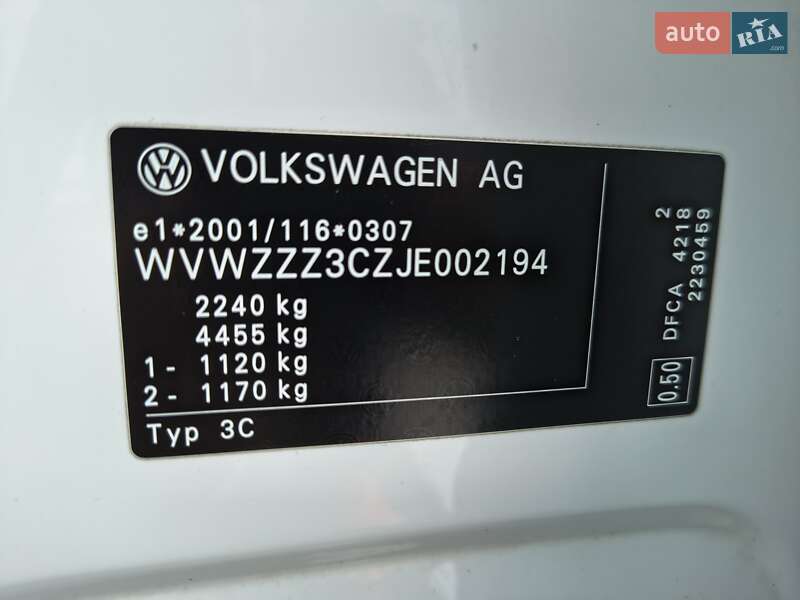 auto RIA
VOLKSWAGEN AG
e1*2001/116*0307
WVWZZZ3CZJE002194
2240 kg
4455 kg
1- 1120 kg
2- 1170 kg
Typ 3C
2
DFCA 4218
2230459
0.50